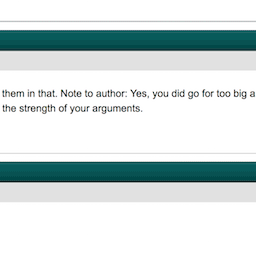 them in that. Note to author: Yes, you did go for too big a
the strength of your arguments.